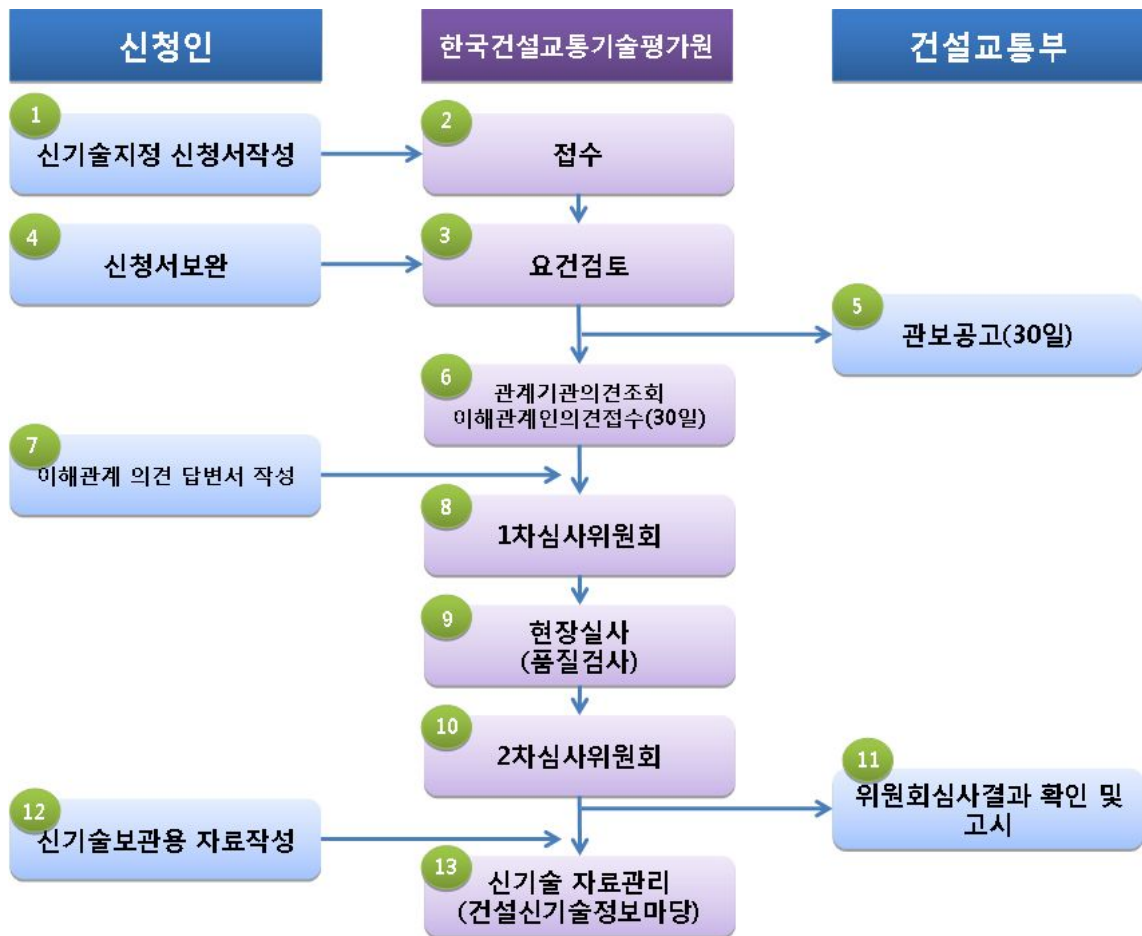 신청인
한국건설교통기술평가원
건설교통부
1
신기술지정 신청서작성
2
접수
4
신청서보완
3
요건검토
5
관보공고(30일)
6
관계기관의견조회
이해관계인의견접수(30일)
7
이해관계 의견 답변서 작성
8
1차심사위원회
9
현장실사
(품질검사)
10
2차심사위원회
11
위원회심사결과 확인 및
고시
12
신기술보관용 자료작성
13
신기술 자료관리
(건설신기술정보마당)